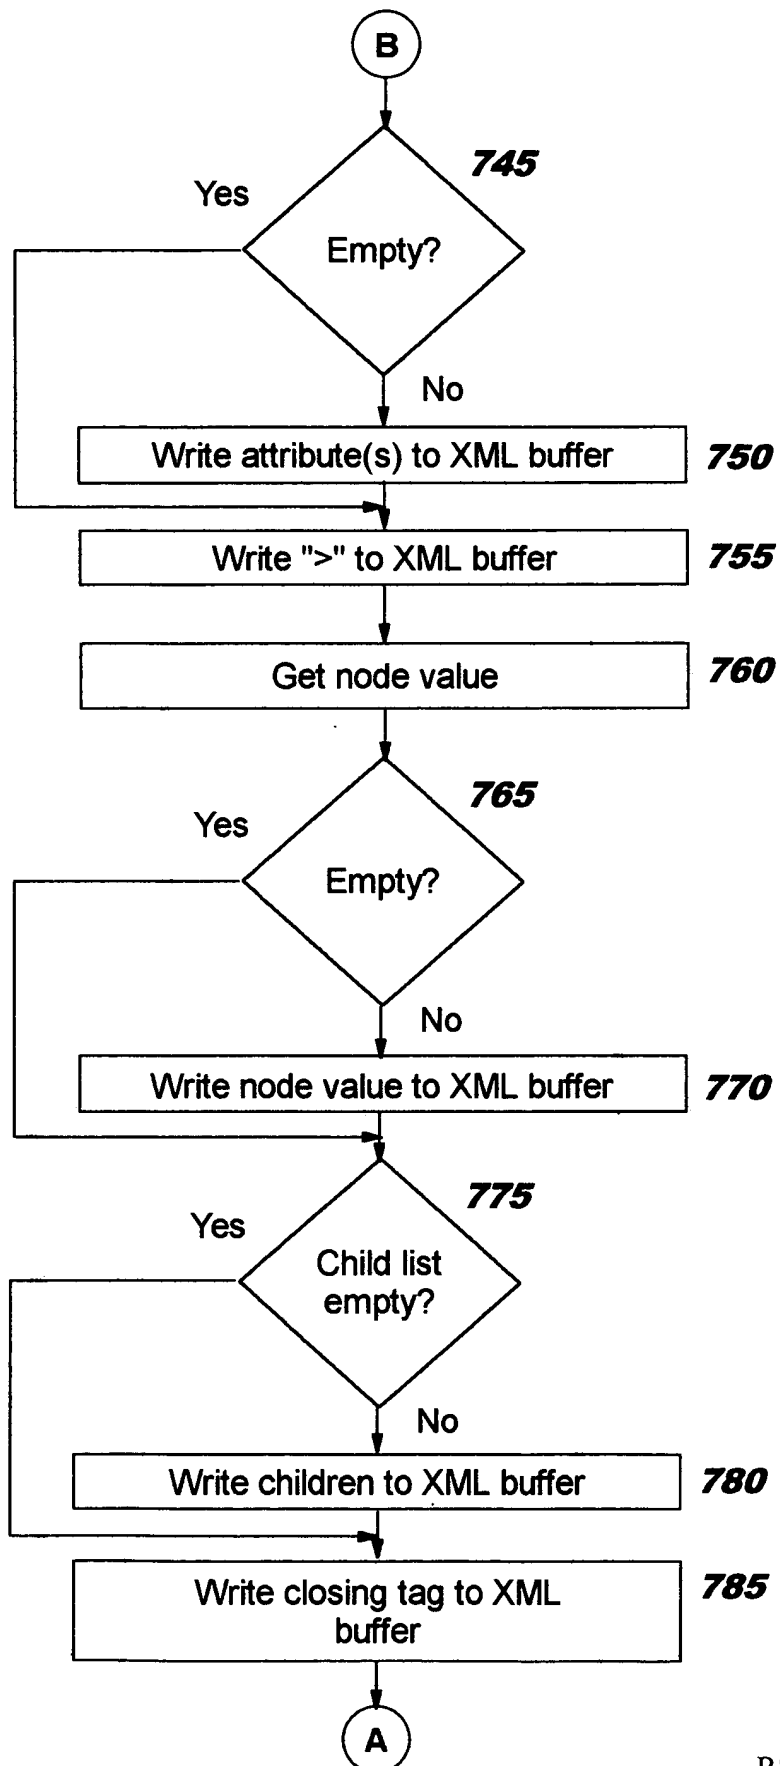 B
745
Yes
Empty?
No
Write attribute(s) to XML buffer
750
Write ">" to XML buffer
755
Get node value
760
765
Yes
Empty?
No
Write node value to XML buffer
770
775
Yes
Child list
empty?
No
Write children to XML buffer
780
Write closing tag to XML
buffer
785
A